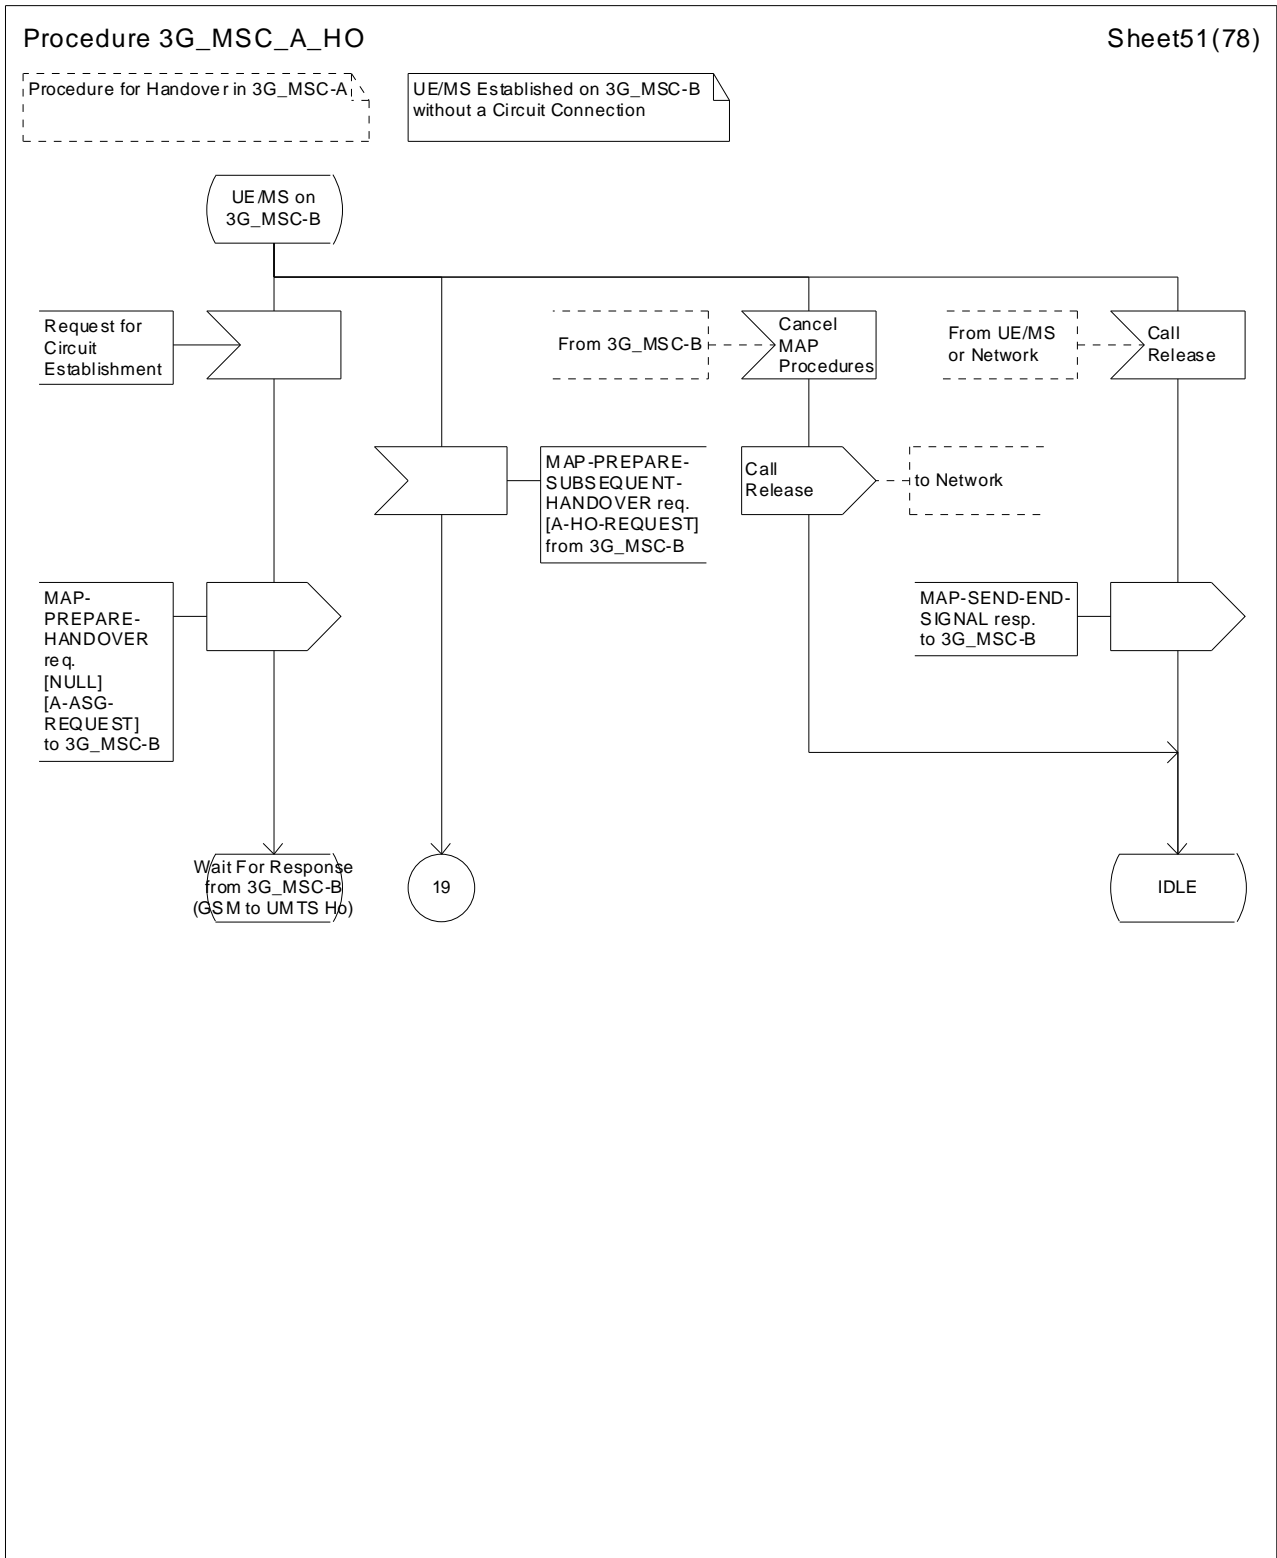 Procedure 3G_MSC_A_HO
Sheet51(78)
Procedure for Handover in 3G_MSC-A
UE/MS Established on 3G_MSC-B
without a Circuit Connection
UE/MS on
3G_MSC-B
Request for
Circuit
Establishment
From 3G_MSC-B
Cancel
MAP
Procedures
From UE/MS
or Network
Call
Release
MAP-PREPARE-
SUBSEQUENT-
HANDOVER req.
[A-HO-REQUEST]
from 3G_MSC-B
Call
Release
to Network
MAP-
PREPARE-
HANDOVER
req.
[NULL]
[A-ASG-
REQUEST]
to 3G_MSC-B
MAP-SEND-END-
SIGNAL resp.
to 3G_MSC-B
Wait For Response
from 3G_MSC-B
(GSM to UMTS Ho)
19
IDLE